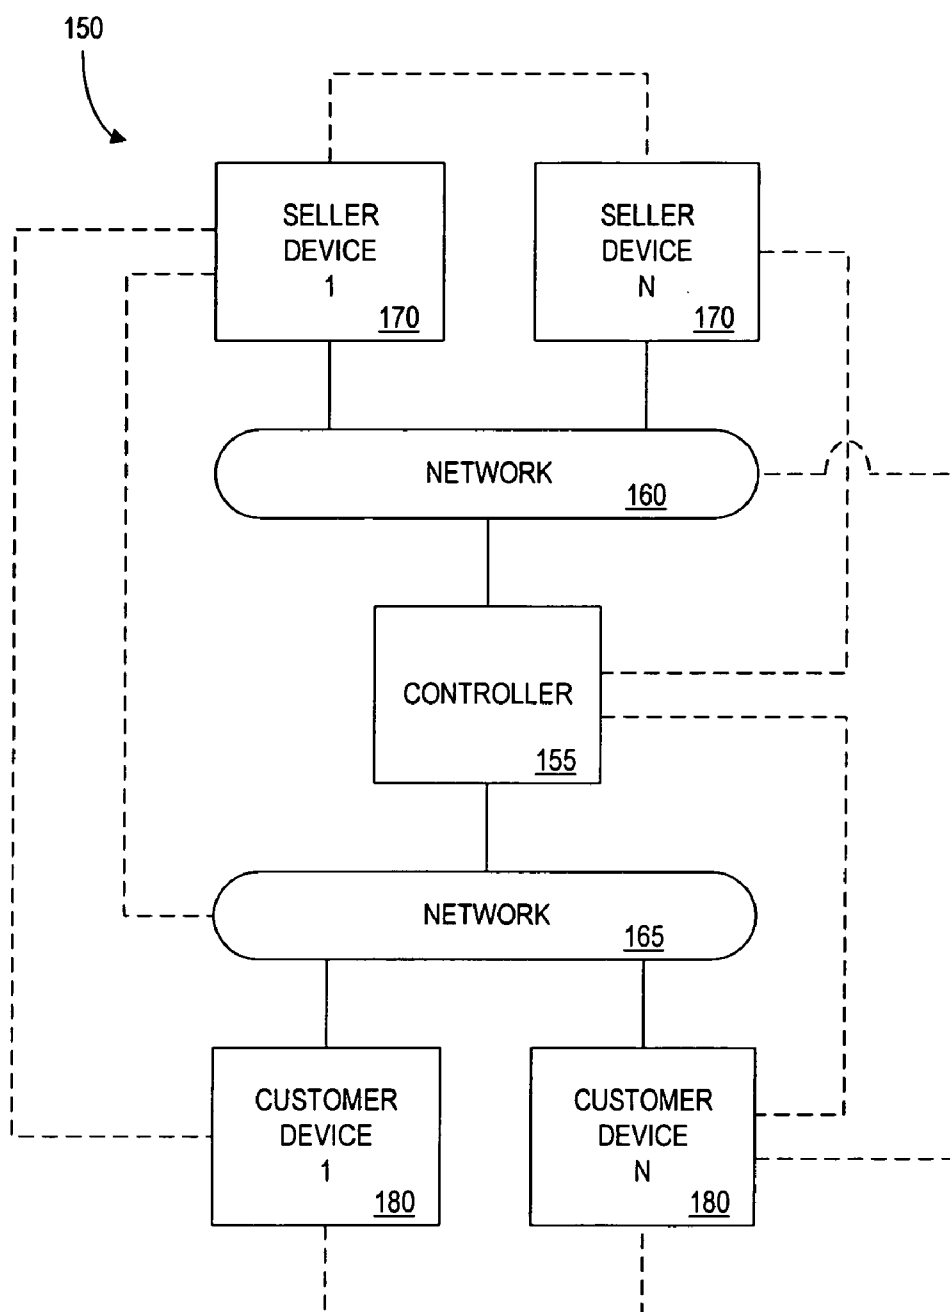 150
SELLER
DEVICE
1
170
SELLER
DEVICE
N
170
NETWORK
160
CONTROLLER
155
NETWORK
165
CUSTOMER
DEVICE
1
180
CUSTOMER
DEVICE
N
180